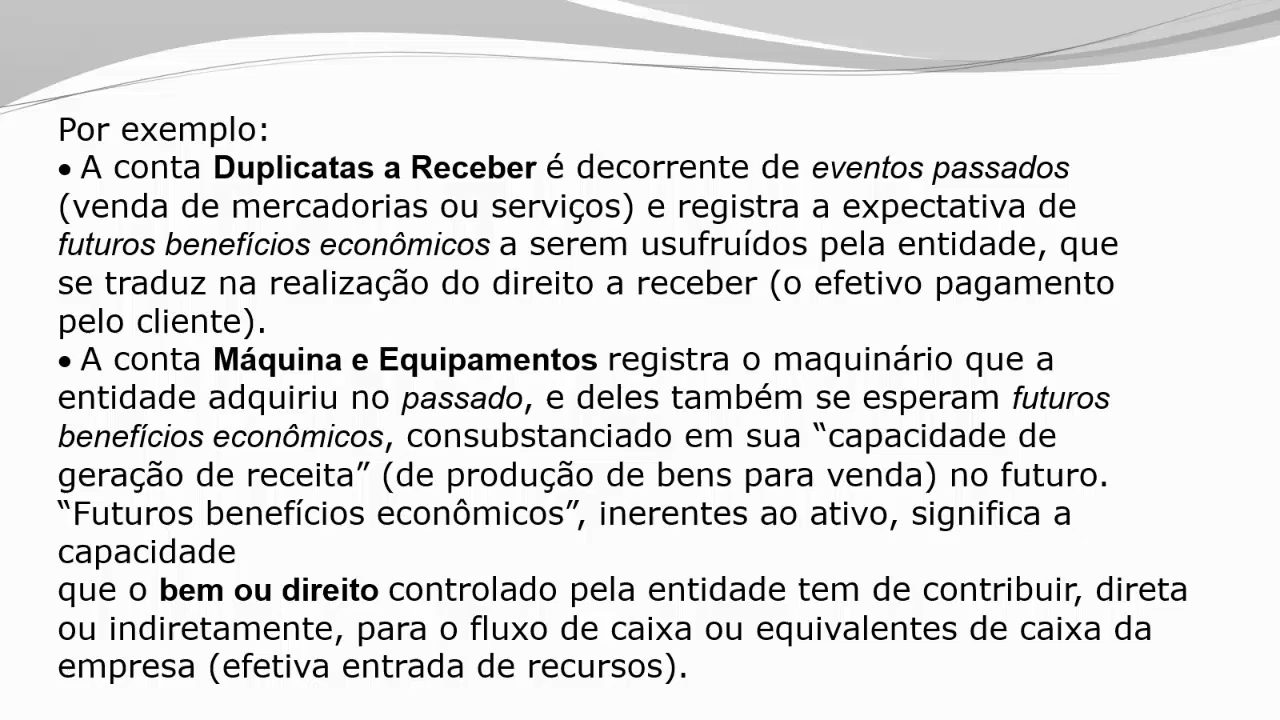 Por exemplo:
• A conta Duplicatas a Receber é decorrente de eventos passados
(venda de mercadorias ou serviços) e registra a expectativa de
futuros benefícios econômicos a serem usufruídos pela entidade, que
se traduz na realização do direito a receber (o efetivo pagamento
pelo cliente).
• A conta Máquina e Equipamentos registra o maquinário que a
entidade adquiriu no passado, e deles também se esperam futuros
benefícios econômicos, consubstanciado em sua “capacidade de
geração de receita” (de produção de bens para venda) no futuro.
“Futuros benefícios econômicos”, inerentes ao ativo, significa a
capacidade
que o bem ou direito controlado pela entidade tem de contribuir, direta
ou indiretamente, para o fluxo de caixa ou equivalentes de caixa da
empresa (efetiva entrada de recursos).